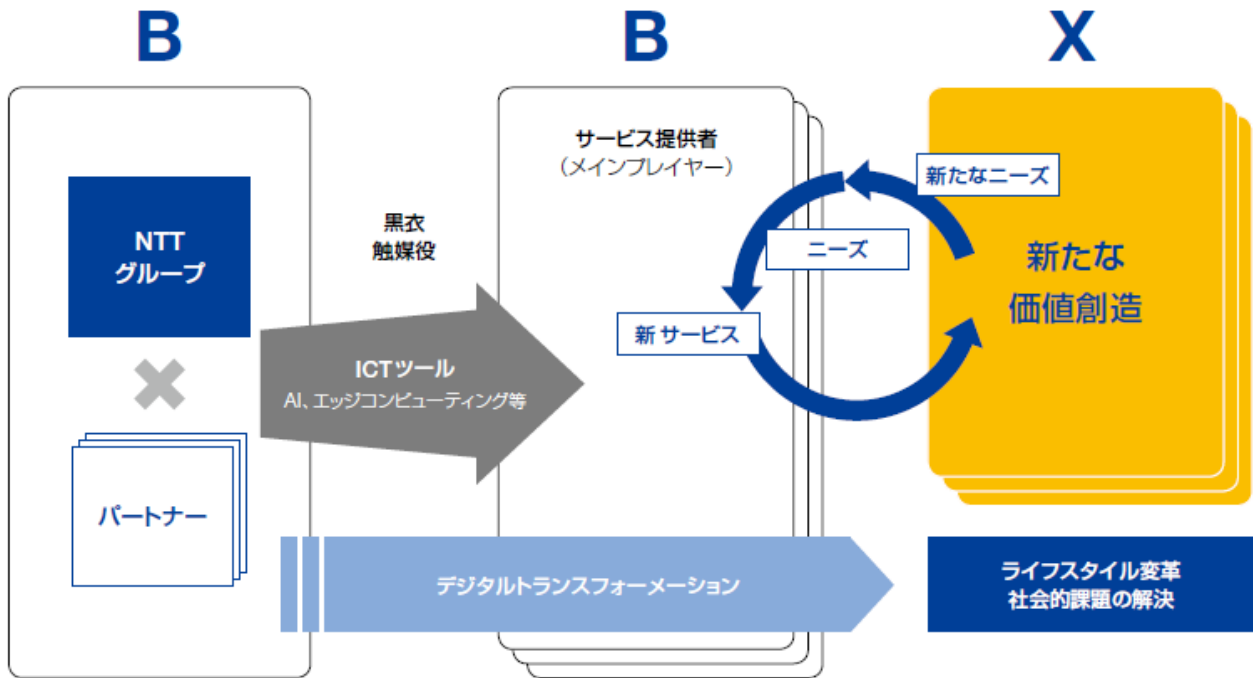 B
B
X
NTT
グループ
パートナー
黒衣
触媒役
ICTツール
AI、エッジコンピューティング等
サービス提供者
（メインプレイヤー）
新たなニーズ
ニーズ
新 サービス
新たな
価値創造
デジタルトランスフォーメーション
ライフスタイル変革
社会的課題の解決